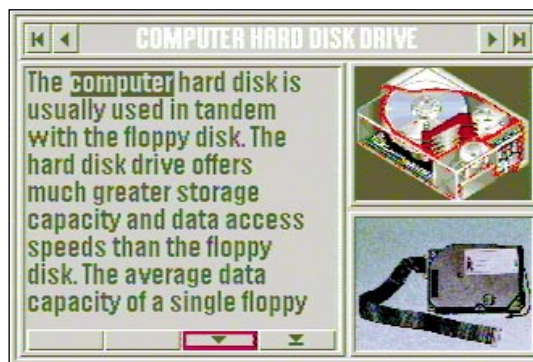 COMPUTER HARD DISK DRIVE
The computer hard disk is
usually used in tandem
with the floppy disk. The
hard disk drive offers
much greater storage
capacity and data access
speeds than the floppy
disk. The average data
capacity of a single floppy